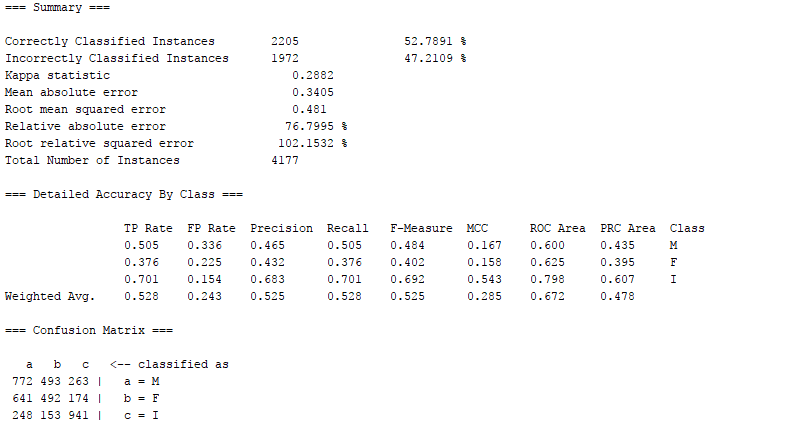 === Summary ===
Correctly Classified Instances 2205 52.7891 %
Incorrectly Classified Instances 1972 47.2109 %
Kappa statistic 0.2882
Mean absolute error 0.3405
Root mean squared error 0.481
Relative absolute error 76.7995 %
Root relative squared error 102.1532 %
Total Number of Instances 4177
=== Detailed Accuracy By Class ===
TP Rate FP Rate Precision Recall F-Measure MCC ROC Area PRC Area Class
0.505 0.336 0.465 0.505 0.484 0.167 0.600 0.435 M
0.376 0.225 0.432 0.376 0.402 0.158 0.625 0.395 F
0.701 0.154 0.683 0.701 0.692 0.543 0.798 0.607 I
Weighted Avg. 0.528 0.243 0.525 0.528 0.525 0.285 0.672 0.478
=== Confusion Matrix ===
a b c <-- classified as
772 493 263 | a = M
641 492 174 | b = F
248 153 941 | c = I